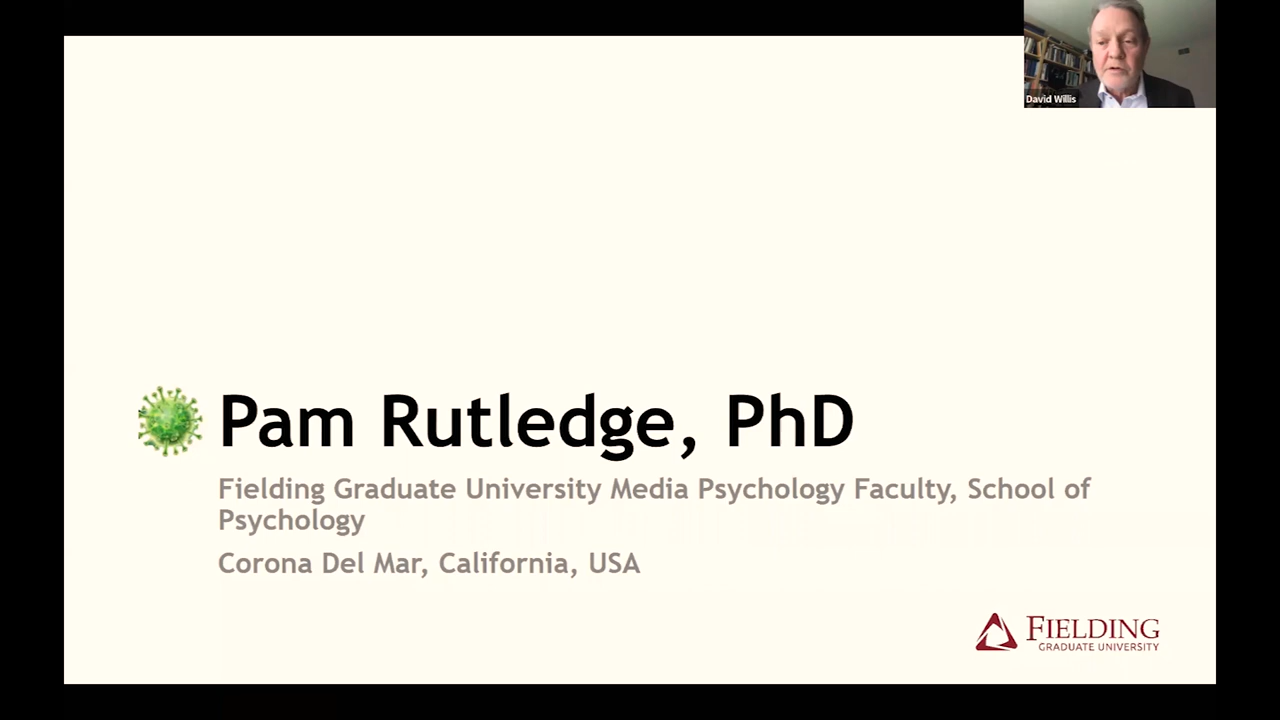 David Willis
Pam Rutledge, PhD
Fielding Graduate University Media Psychology Faculty, School of
Psychology
Corona Del Mar, California, USA
FIELDING
GRADUATE UNIVERSITY